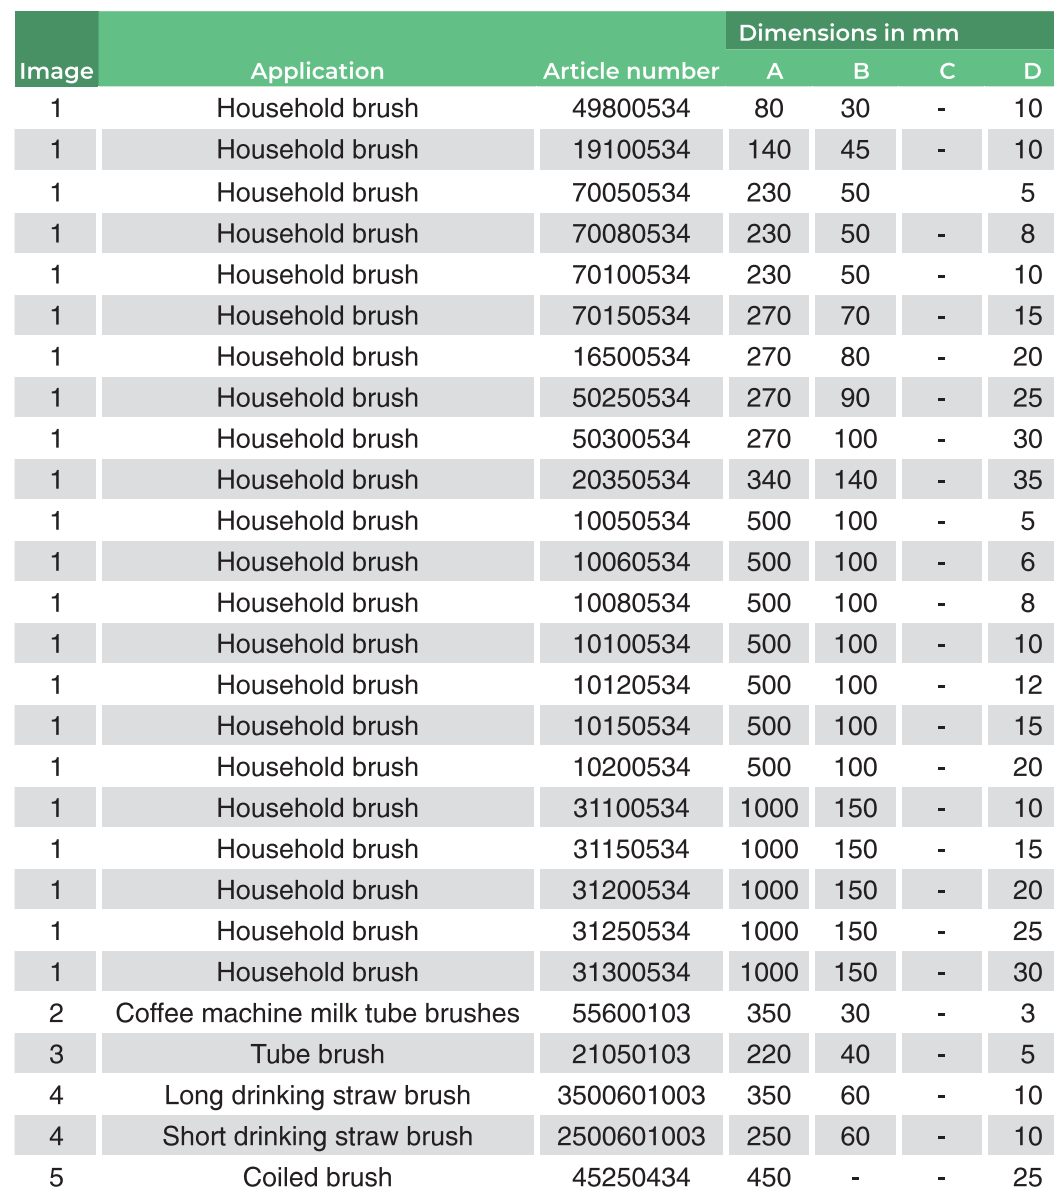 Dimensions in mm
Image Application Article number A B C D
1 Household brush 49800534 80 30 - 10
1 Household brush 19100534 140 45 - 10
1 Household brush 70050534 230 50 5
1 Household brush 70080534 230 50 - 8
1 Household brush 70100534 230 50 - 10
1 Household brush 70150534 270 70 - 15
1 Household brush 16500534 270 80 - 20
1 Household brush 50250534 270 90 - 25
1 Household brush 50300534 270 100 - 30
1 Household brush 20350534 340 140 - 35
1 Household brush 10050534 500 100 - 5
1 Household brush 10060534 500 100 - 6
1 Household brush 10080534 500 100 - 8
1 Household brush 10100534 500 100 - 10
1 Household brush 10120534 500 100 - 12
1 Household brush 10150534 500 100 - 15
1 Household brush 10200534 500 100 - 20
1 Household brush 31100534 1000 150 - 10
1 Household brush 31150534 1000 150 - 15
1 Household brush 31200534 1000 150 - 20
1 Household brush 31250534 1000 150 - 25
1 Household brush 31300534 1000 150 - 30
2 Coffee machine milk tube brushes 55600103 350 30 - 3
3 Tube brush 21050103 220 40 - 5
4 Long drinking straw brush 3500601003 350 60 - 10
4 Short drinking straw brush 2500601003 250 60 - 10
5 Coiled brush 45250434 450 - - 25